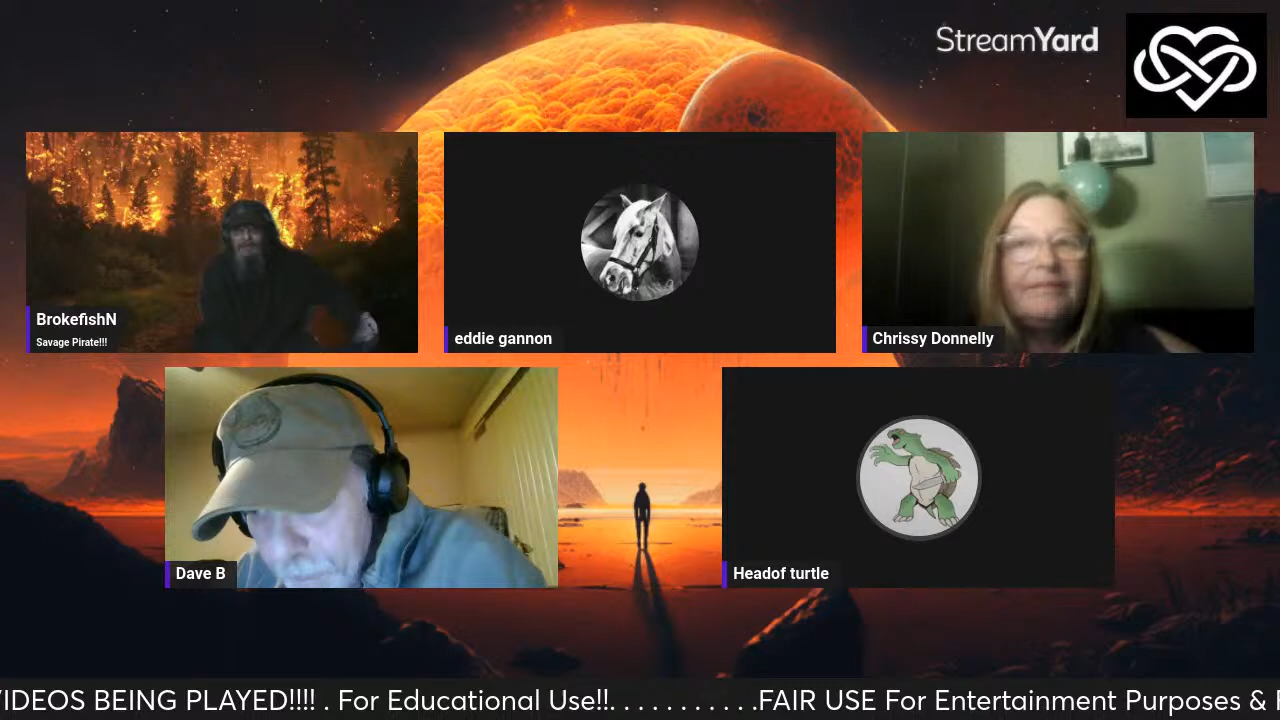 StreamYard
BrokefishN
Savage Pirate!!!
eddie gannon
Chrissy Donnelly
Dave B
Headof turtle
VIDEOS BEING PLAYED!!!! . For Educational Use!!. . . . . . . . . . .FAIR USE For Entertainment Purposes &